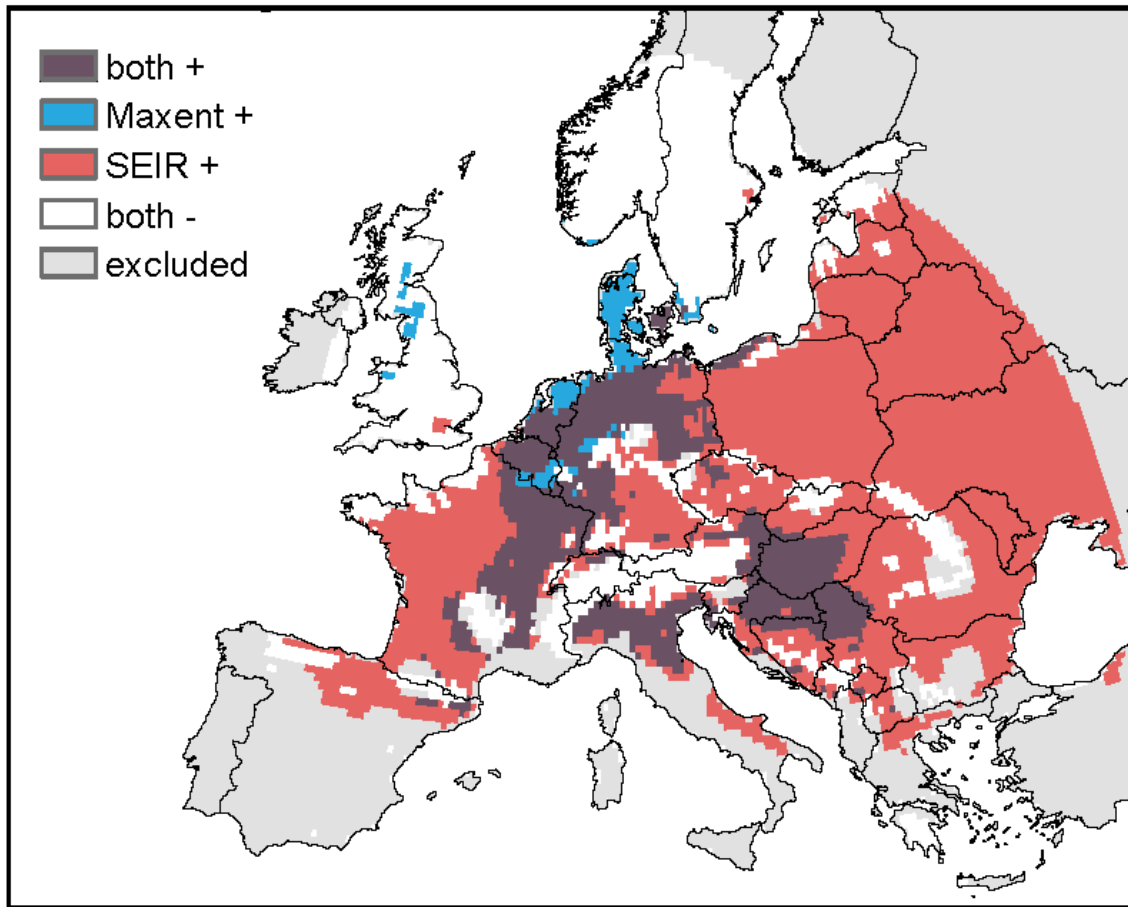 both +
Maxent +
SEIR +
both -
excluded